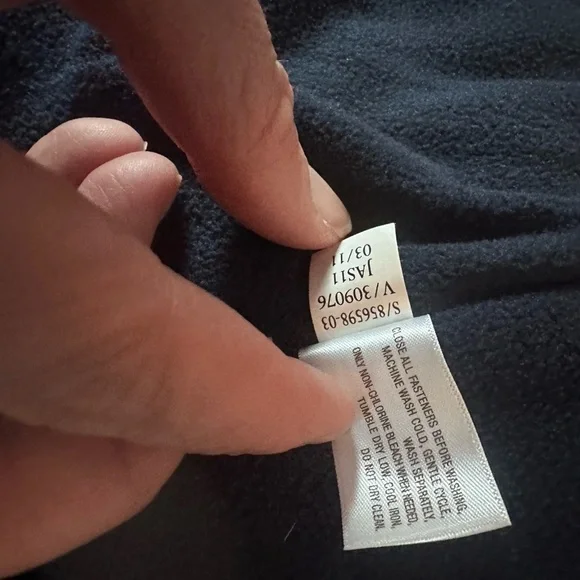 S/856598-03
V/309076
JAS11
03/11
CLOSE ALL FASTENERS BEFORE WASHING.
MACHINE WASH COLD, GENTLE CYCLE,
WASH SEPARATELY,
ONLY NON-CHLORINE BLEACH WHEN NEEDED,
TUMBLE DRY LOW, COOL IRON,
DO NOT DRY CLEAN.